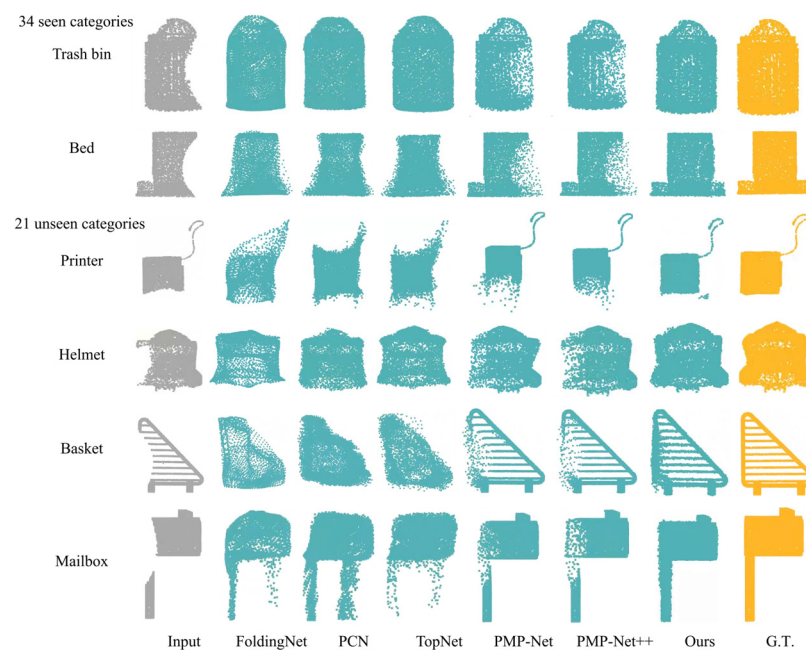 34 seen categories
Trash bin
Bed
21 unseen categories
Printer
Helmet
Basket
Mailbox
Input FoldingNet PCN TopNet PMP-Net PMP-Net++ Ours G.T.